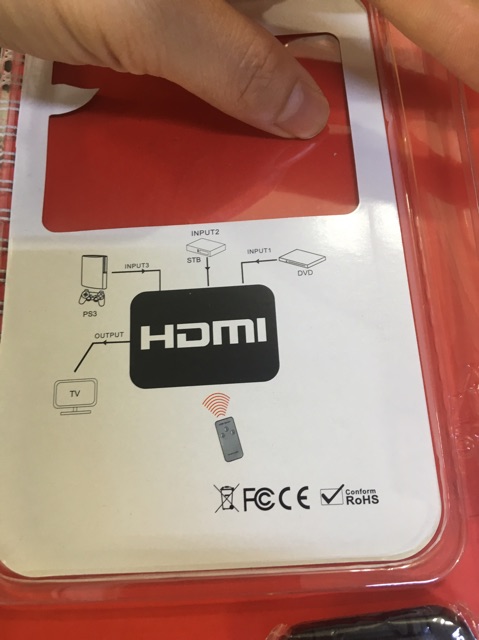 INPUT2
STB
INPUT1
DVD
INPUT3
PS3
OUTPUT
HDMI
TV
FC CE
Conform
RoHS